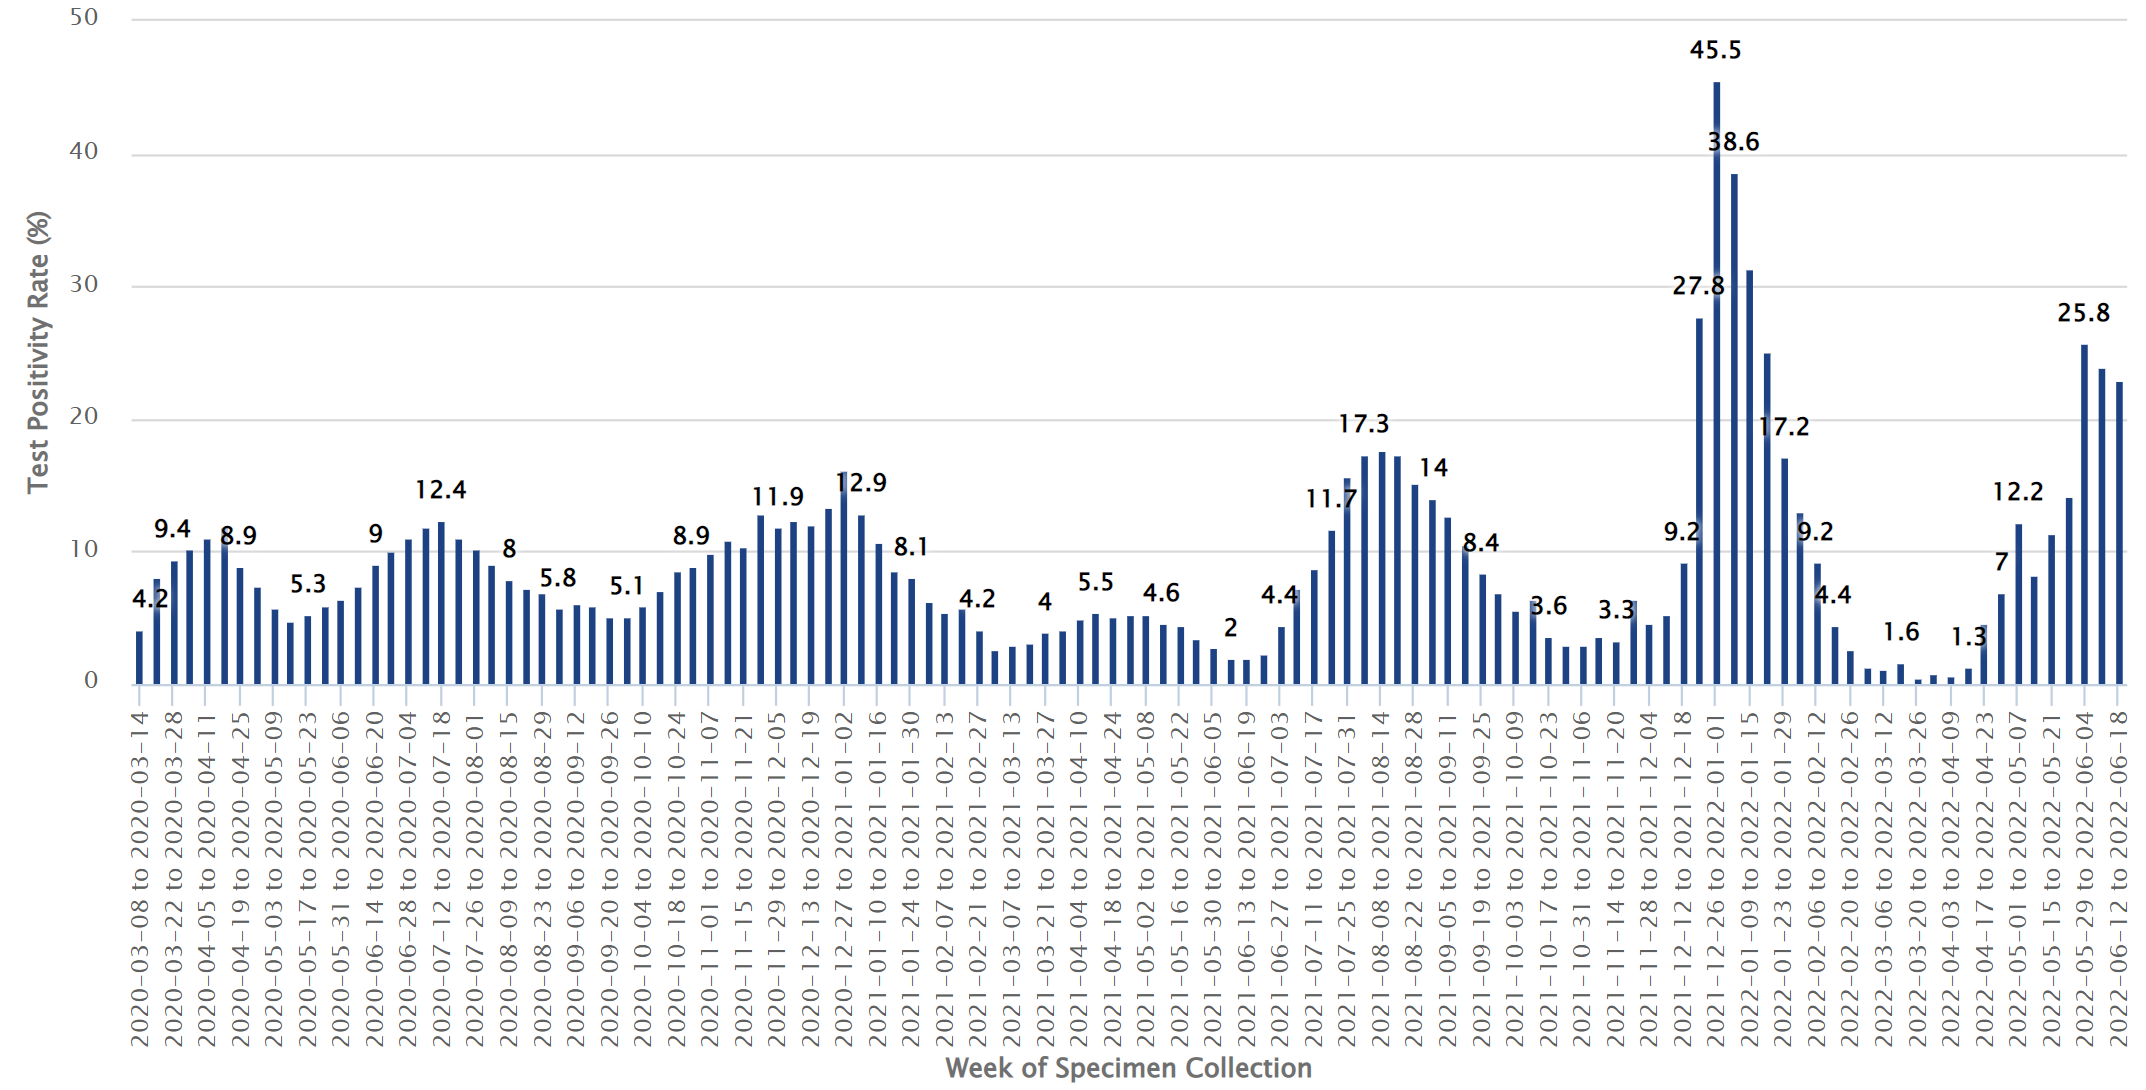 50
40
30
20
10
0
Test Positivity Rate (%)
4.2
9.4
8.9
5.3
9
12.4
8
5.8
5.1
8.9
11.9
12.9
8.1
4.2
4
5.5
4.6
2
4.4
11.7
17.3
14
8.4
3.6
3.3
9.2
27.8
45.5
38.6
17.2
9.2
4.4
1.6
1.3
7
12.2
25.8
2020-03-08 to 2020-03-14
2020-03-22 to 2020-03-28
2020-04-05 to 2020-04-11
2020-04-19 to 2020-04-25
2020-05-03 to 2020-05-09
2020-05-17 to 2020-05-23
2020-05-31 to 2020-06-06
2020-06-14 to 2020-06-20
2020-06-28 to 2020-07-04
2020-07-12 to 2020-07-18
2020-07-26 to 2020-08-01
2020-08-09 to 2020-08-15
2020-08-23 to 2020-08-29
2020-09-06 to 2020-09-12
2020-09-20 to 2020-09-26
2020-10-04 to 2020-10-10
2020-10-18 to 2020-10-24
2020-11-01 to 2020-11-07
2020-11-15 to 2020-11-21
2020-11-29 to 2020-12-05
2020-12-13 to 2020-12-19
2020-12-27 to 2021-01-02
2021-01-10 to 2021-01-16
2021-01-24 to 2021-01-30
2021-02-07 to 2021-02-13
2021-02-21 to 2021-02-27
2021-03-07 to 2021-03-13
2021-03-21 to 2021-03-27
2021-04-04 to 2021-04-10
2021-04-18 to 2021-04-24
2021-05-02 to 2021-05-08
2021-05-16 to 2021-05-22
2021-05-30 to 2021-06-05
2021-06-13 to 2021-06-19
2021-06-27 to 2021-07-03
2021-07-11 to 2021-07-17
2021-07-25 to 2021-07-31
2021-08-08 to 2021-08-14
2021-08-22 to 2021-08-28
2021-09-05 to 2021-09-11
2021-09-19 to 2021-09-25
2021-10-03 to 2021-10-09
2021-10-17 to 2021-10-23
2021-10-31 to 2021-11-06
2021-11-14 to 2021-11-20
2021-11-28 to 2021-12-04
2021-12-12 to 2021-12-18
2021-12-26 to 2022-01-01
2022-01-09 to 2022-01-15
2022-01-23 to 2022-01-29
2022-02-06 to 2022-02-12
2022-02-20 to 2022-02-26
2022-03-06 to 2022-03-12
2022-03-20 to 2022-03-26
2022-04-03 to 2022-04-09
2022-04-17 to 2022-04-23
2022-05-01 to 2022-05-07
2022-05-15 to 2022-05-21
2022-05-29 to 2022-06-04
2022-06-12 to 2022-06-18
Week of Specimen Collection